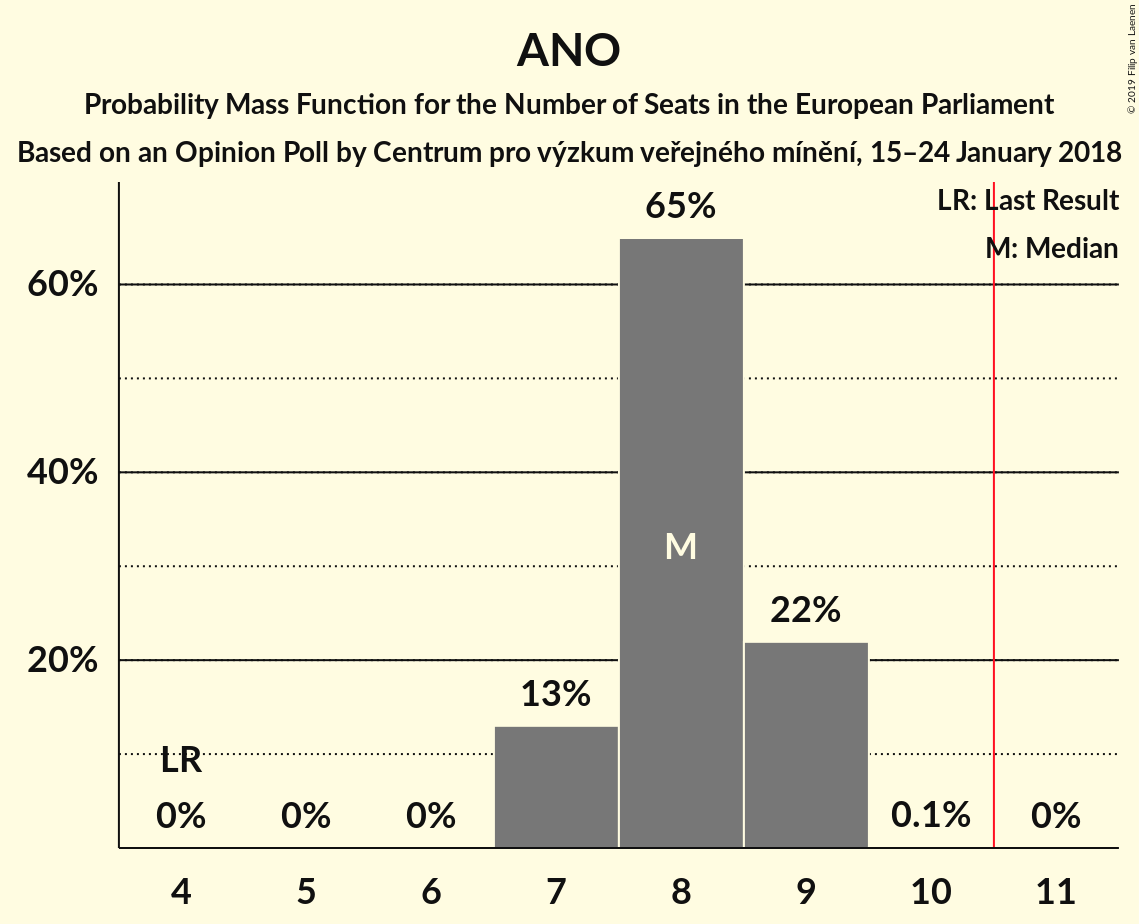 ANO
Probability Mass Function for the Number of Seats in the European Parliament
Based on an Opinion Poll by Centrum pro výzkum veřejného mínění, 15–24 January 2018
© 2019 Filip van Laenen
LR: Last Result
M: Median
65%
60%
40%
M
22%
20%
13%
LR
0% 0% 0% 0.1% 0%
4 5 6 7 8 9 10 11